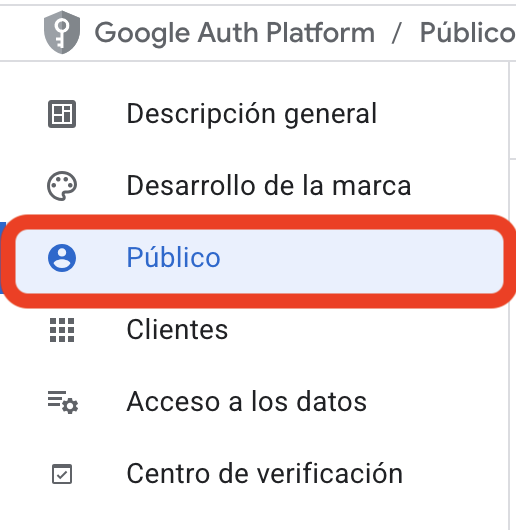 Google Auth Platform / Público
Descripción general
Desarrollo de la marca
Público
Clientes
Acceso a los datos
Centro de verificación